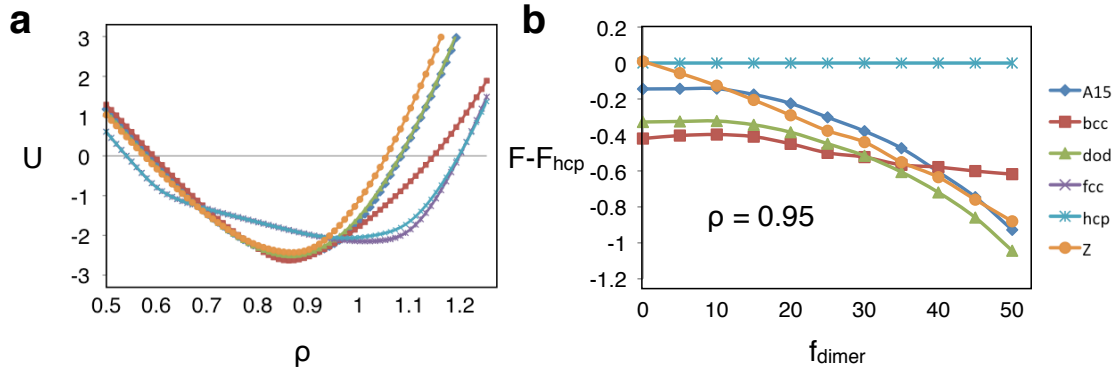 a
U
3
2
1
0
-1
-2
-3
0.5 0.6 0.7 0.8 0.9 1 1.1 1.2
ρ
b
F-Fhcp
0.2
0
-0.2
-0.4
-0.6
-0.8
-1
-1.2
ρ = 0.95
0 10 20 30 40 50
fdimer
A15
bcc
dod
fcc
hcp
Z